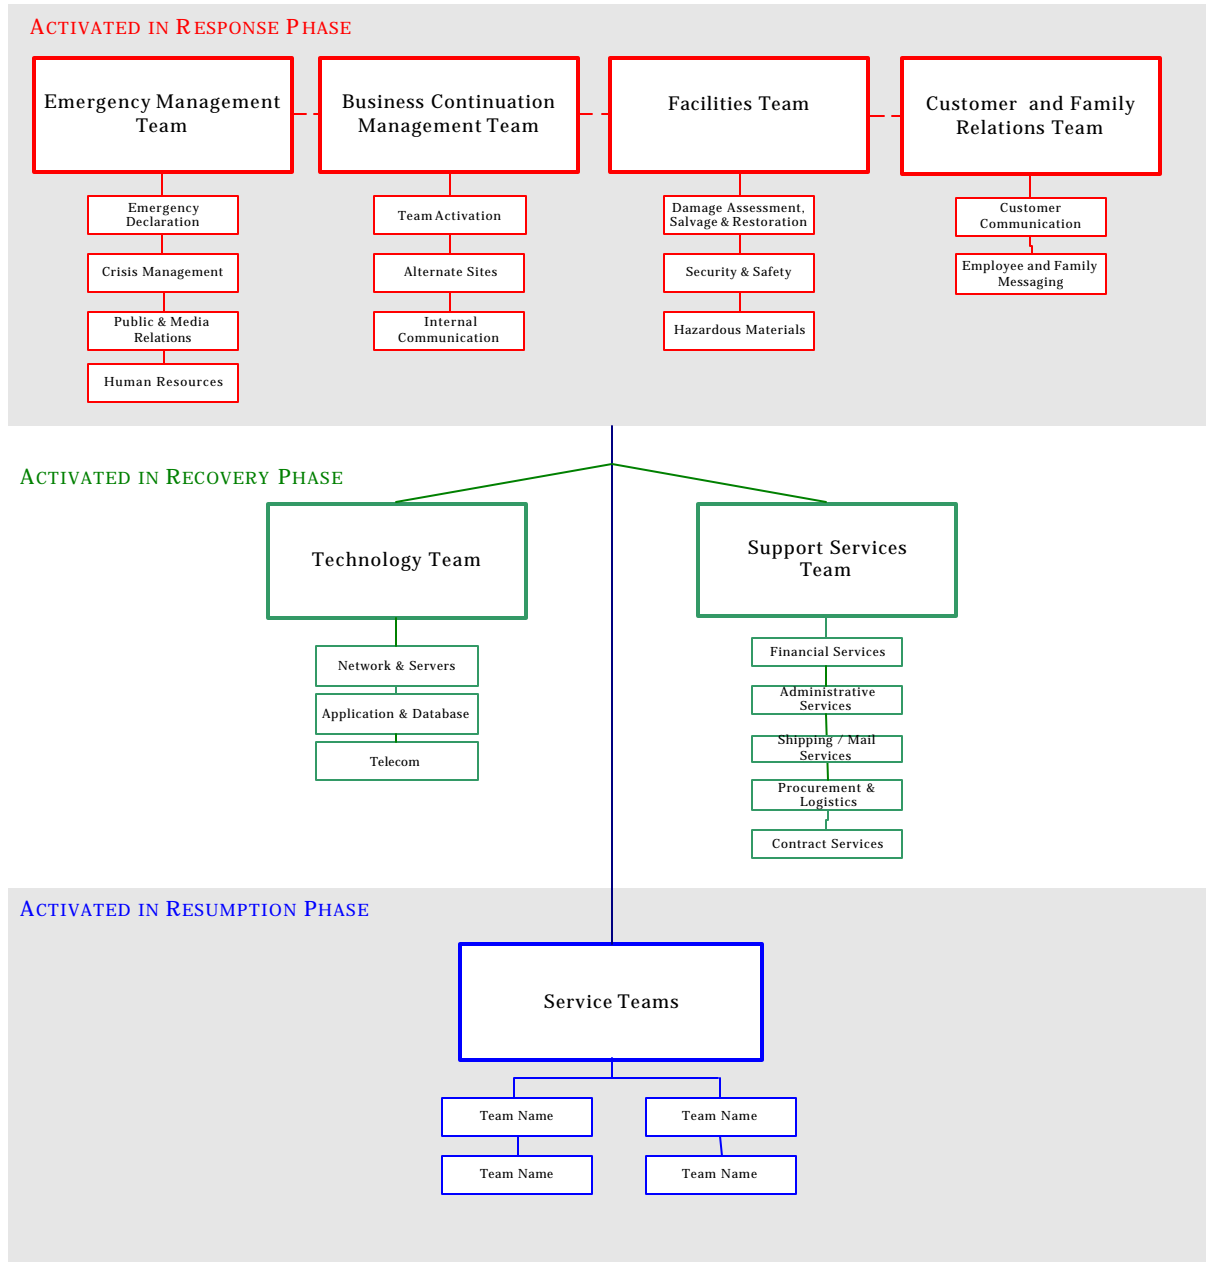 ACTIVATED IN RESPONSE PHASE
Emergency Management
Team
Business Continuation
Management Team
Facilities Team
Customer and Family
Relations Team
Emergency
Declaration
Crisis Management
Public & Media
Relations
Human Resources
Team Activation
Alternate Sites
Internal
Communication
Damage Assessment,
Salvage & Restoration
Security & Safety
Hazardous Materials
Customer
Communication
Employee and Family
Messaging
ACTIVATED IN RECOVERY PHASE
Technology Team
Network & Servers
Application & Database
Telecom
Support Services
Team
Financial Services
Administrative
Services
Shipping / Mail
Services
Procurement &
Logistics
Contract Services
ACTIVATED IN RESUMPTION PHASE
Service Teams
Team Name
Team Name
Team Name
Team Name